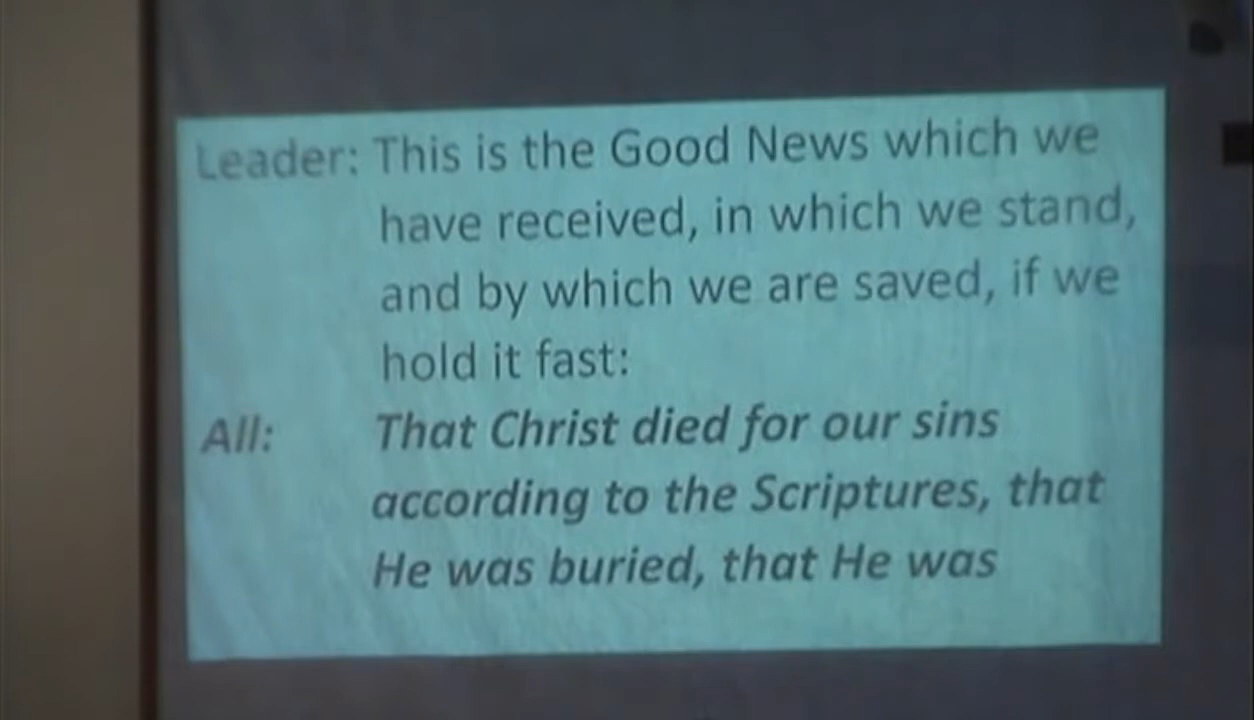 Leader: This is the Good News which we
have received, in which we stand,
and by which we are saved, if we
hold it fast:
All: That Christ died for our sins
according to the Scriptures, that
He was buried, that He was